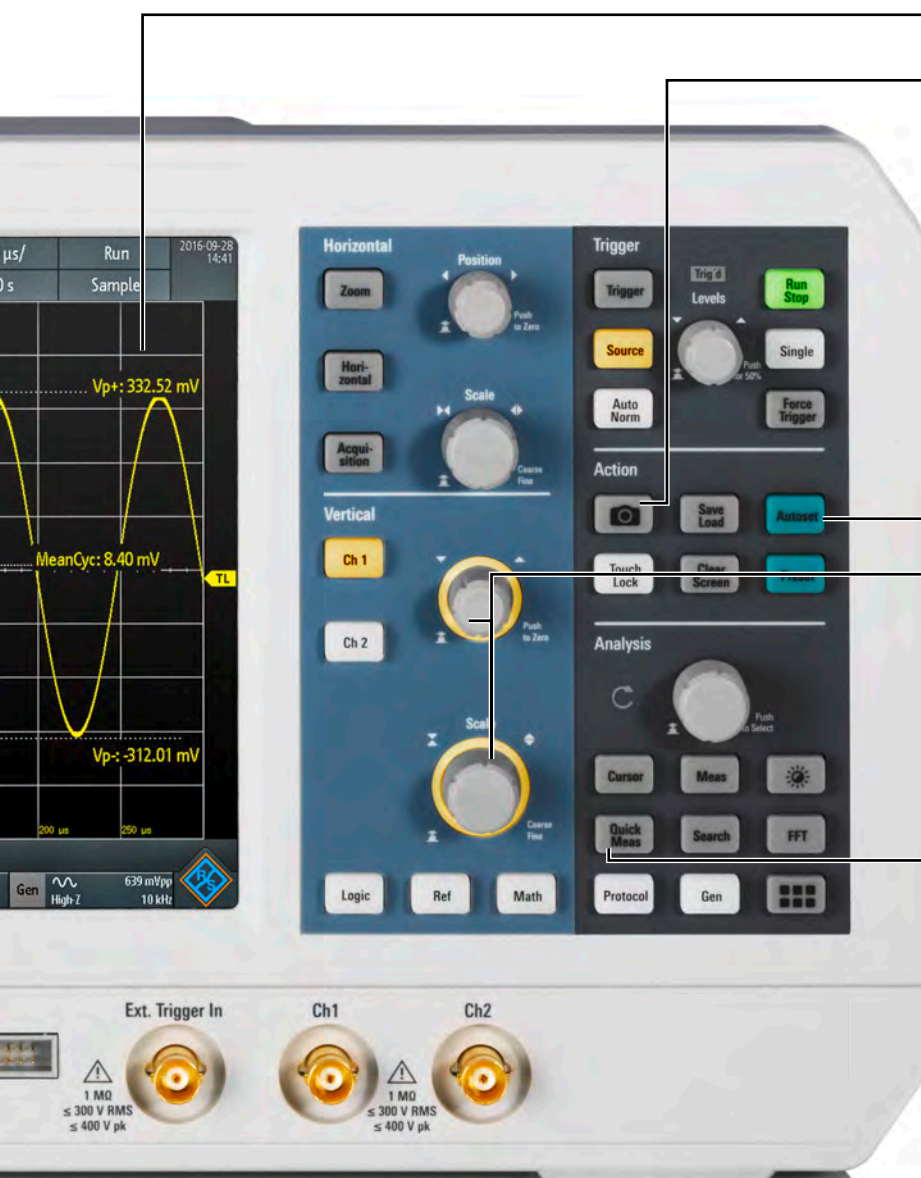 µs/
Run
2016-09-28
14:41
0 s
Sample
Vp+: 332.52 mV
MeanCyc: 8.40 mV
TL
Vp-: -312.01 mV
200 µs
250 µs
Gen
High-Z
639 mVpp
10 kHz
R&S
Horizontal
Position
Zoom
Push
to Zero
Hori-
zontal
Scale
Acqui-
sition
Coarse
Fine
Vertical
Ch 1
Push
to Zero
Ch 2
Scale
Coarse
Fine
Logic
Ref
Math
Trigger
Trigger
Trig'd
Levels
Run
Stop
Source
Push
for 50%
Single
Auto
Norm
Force
Trigger
Action
Save
Load
Autoset
Touch
Lock
Clear
Screen
Preset
Analysis
Push
to Select
Cursor
Meas
Quick
Meas
Search
FFT
Protocol
Gen
Ext. Trigger In
Ch1
Ch2
1 MΩ
≤ 300 V RMS
≤ 400 V pk
1 MΩ
≤ 300 V RMS
≤ 400 V pk